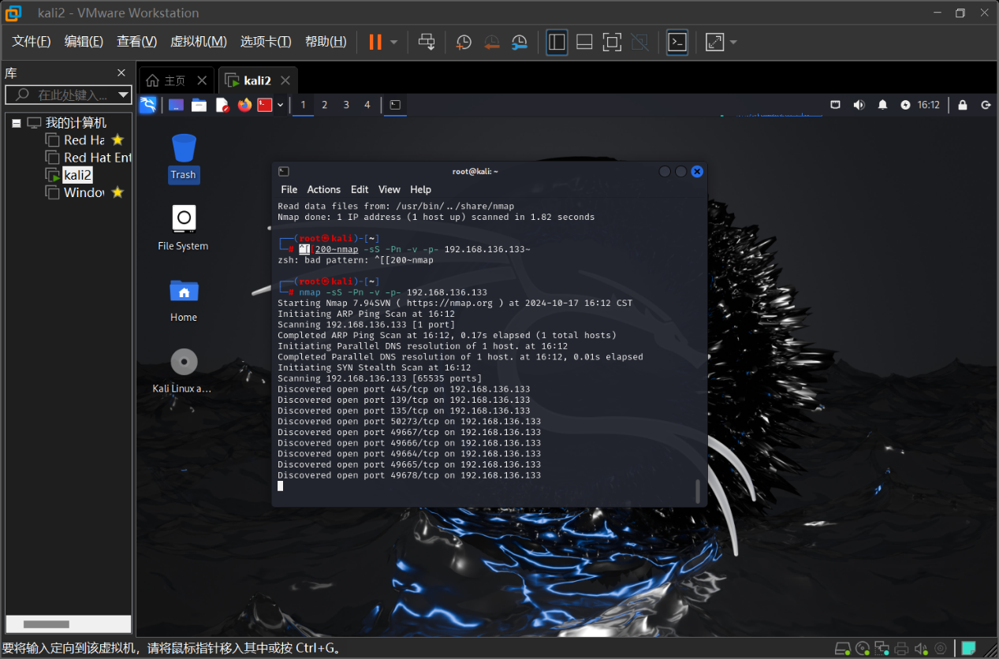 kali2 - VMware Workstation
文件(F) 编辑(E) 查看(V) 虚拟机(M) 选项卡(T) 帮助(H)
库
在此处键入...
我的计算机
Red Ha
Red Hat Ent
kali2
Window
主页
kali2
1 2 3 4
16:12
Trash
File System
Home
Kali Linux a...
root@kali: ~
File Actions Edit View Help
Read data files from: /usr/bin/../share/nmap
Nmap done: 1 IP address (1 host up) scanned in 1.82 seconds
┌──(root㉿kali)-[~]
└─# ^[[200~nmap -sS -Pn -v -p- 192.168.136.133~
zsh: bad pattern: ^[[200~nmap
┌──(root㉿kali)-[~]
└─# nmap -sS -Pn -v -p- 192.168.136.133
Starting Nmap 7.94SVN ( https://nmap.org ) at 2024-10-17 16:12 CST
Initiating ARP Ping Scan at 16:12
Scanning 192.168.136.133 [1 port]
Completed ARP Ping Scan at 16:12, 0.17s elapsed (1 total hosts)
Initiating Parallel DNS resolution of 1 host. at 16:12
Completed Parallel DNS resolution of 1 host. at 16:12, 0.01s elapsed
Initiating SYN Stealth Scan at 16:12
Scanning 192.168.136.133 [65535 ports]
Discovered open port 445/tcp on 192.168.136.133
Discovered open port 139/tcp on 192.168.136.133
Discovered open port 135/tcp on 192.168.136.133
Discovered open port 50273/tcp on 192.168.136.133
Discovered open port 49667/tcp on 192.168.136.133
Discovered open port 49666/tcp on 192.168.136.133
Discovered open port 49664/tcp on 192.168.136.133
Discovered open port 49665/tcp on 192.168.136.133
Discovered open port 49678/tcp on 192.168.136.133
要将输入定向到该虚拟机，请将鼠标指针移入其中或按 Ctrl+G。